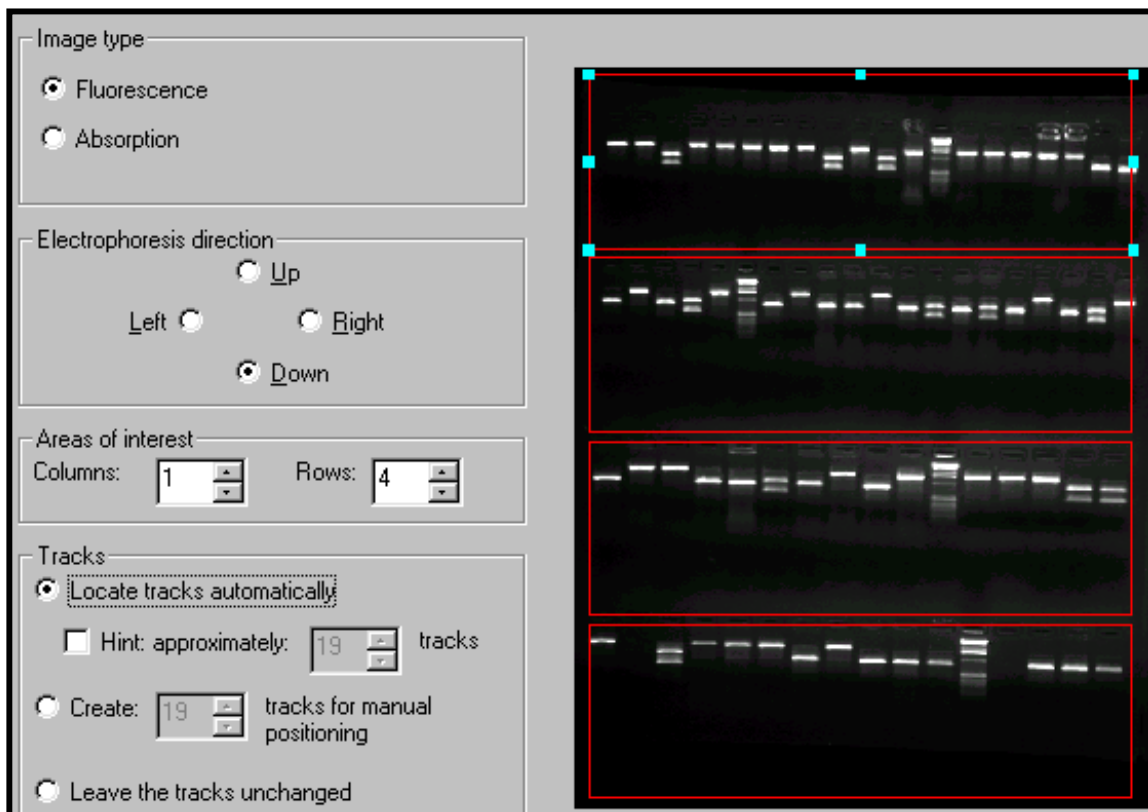 Image type
Fluorescence
Absorption
Electrophoresis direction
Up
Left
Right
Down
Areas of interest
Columns: 1 Rows: 4
Tracks
Locate tracks automatically
Hint: approximately: 19 tracks
Create: 19 tracks for manual
positioning
Leave the tracks unchanged